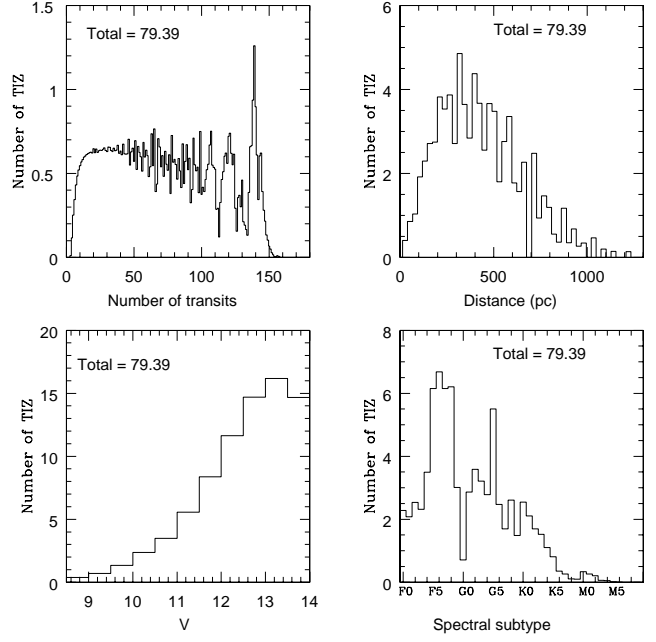 1.5
1
0.5
0
Number of TIZ
Total = 79.39
0 50 100 150
Number of transits
6
4
2
0
Number of TIZ
Total = 79.39
0 500 1000
Distance (pc)
20
15
10
5
0
Number of TIZ
Total = 79.39
9 10 11 12 13 14
V
8
6
4
2
0
Number of TIZ
Total = 79.39
F0 F5 G0 G5 K0 K5 M0 M5
Spectral subtype